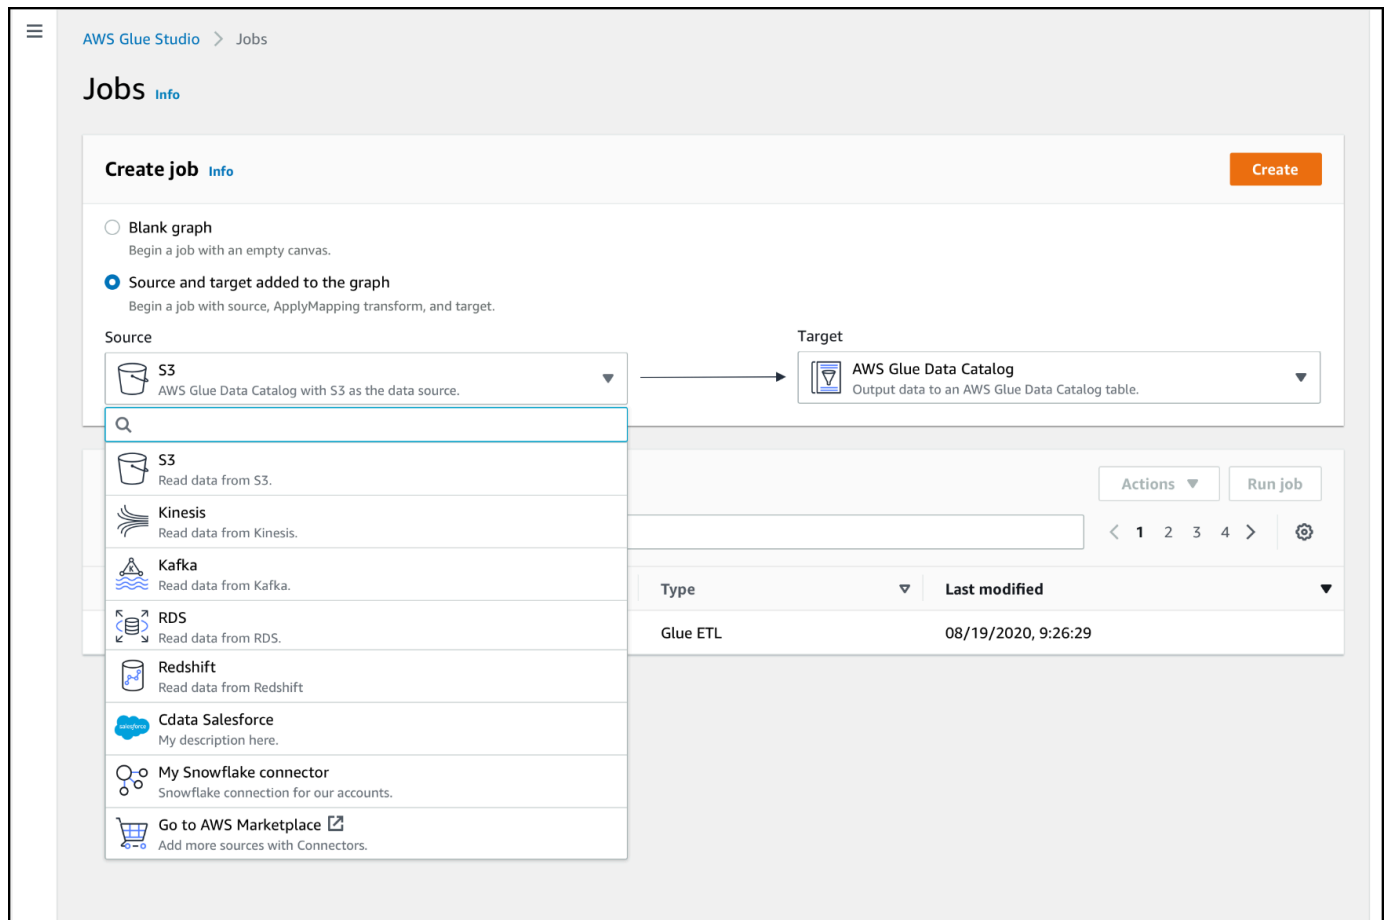 AWS Glue Studio > Jobs
Jobs Info
Create job Info
Create
Blank graph
Begin a job with an empty canvas.
Source and target added to the graph
Begin a job with source, ApplyMapping transform, and target.
Source
Target
S3
AWS Glue Data Catalog with S3 as the data source.
AWS Glue Data Catalog
Output data to an AWS Glue Data Catalog table.
S3
Read data from S3.
Kinesis
Read data from Kinesis.
K
Kafka
Read data from Kafka.
RDS
Read data from RDS.
Redshift
Read data from Redshift
salesforce
Cdata Salesforce
My description here.
My Snowflake connector
Snowflake connection for our accounts.
Go to AWS Marketplace
Add more sources with Connectors.
Actions
Run job
1 2 3 4
Type
Last modified
Glue ETL
08/19/2020, 9:26:29